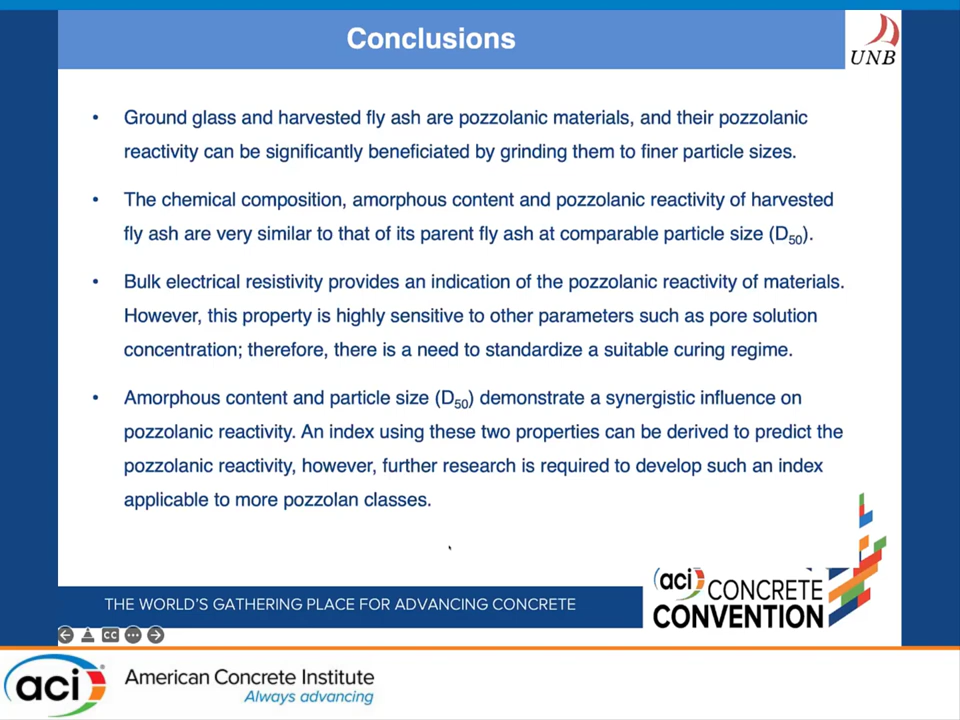 Conclusions
UNB
• Ground glass and harvested fly ash are pozzolanic materials, and their pozzolanic
reactivity can be significantly beneficiated by grinding them to finer particle sizes.
• The chemical composition, amorphous content and pozzolanic reactivity of harvested
fly ash are very similar to that of its parent fly ash at comparable particle size (D50).
• Bulk electrical resistivity provides an indication of the pozzolanic reactivity of materials.
However, this property is highly sensitive to other parameters such as pore solution
concentration; therefore, there is a need to standardize a suitable curing regime.
• Amorphous content and particle size (D50) demonstrate a synergistic influence on
pozzolanic reactivity. An index using these two properties can be derived to predict the
pozzolanic reactivity, however, further research is required to develop such an index
applicable to more pozzolan classes.
THE WORLD'S GATHERING PLACE FOR ADVANCING CONCRETE
aci CONCRETE
CONVENTION
CC
aci
American Concrete Institute
Always advancing